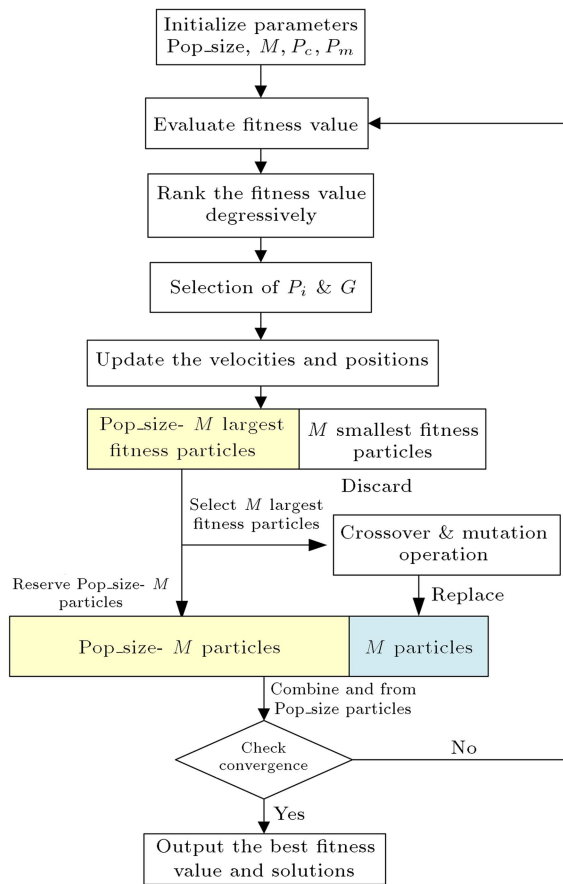 Initialize parameters
Pop_size, M, P_c, P_m
Evaluate fitness value
Rank the fitness value
degressively
Selection of P_i & G
Update the velocities and positions
Pop_size- M largest
fitness particles
M smallest fitness
particles
Discard
Select M largest
fitness particles
Crossover & mutation
operation
Reserve Pop_size- M
particles
Replace
Pop_size- M particles
M particles
Combine and from
Pop_size particles
Check
convergence
No
Yes
Output the best fitness
value and solutions